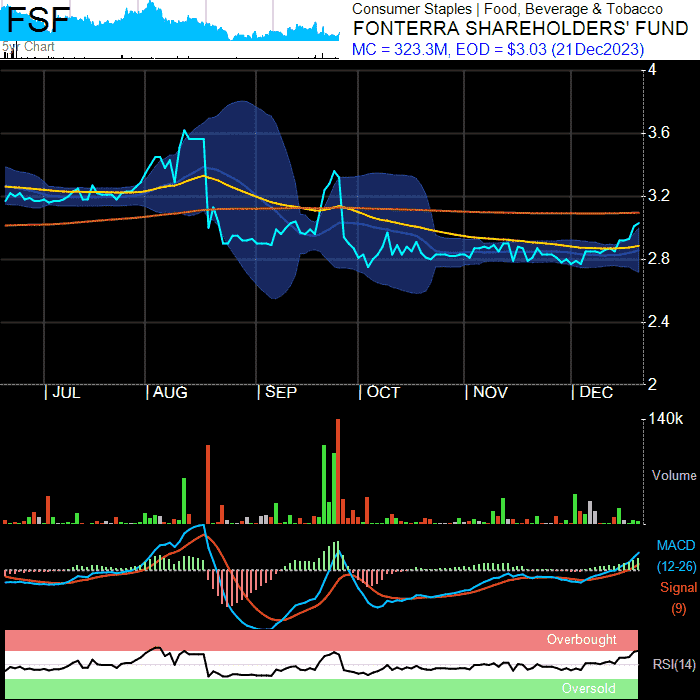 FSF
5yr Chart
Consumer Staples | Food, Beverage & Tobacco
FONTERRA SHAREHOLDERS' FUND
MC = 323.3M, EOD = $3.03 (21Dec2023)
4
3.6
3.2
2.8
2.4
2
JUL AUG SEP OCT NOV DEC
140k
Volume
MACD
(12-26)
Signal
(9)
Overbought
RSI(14)
Oversold